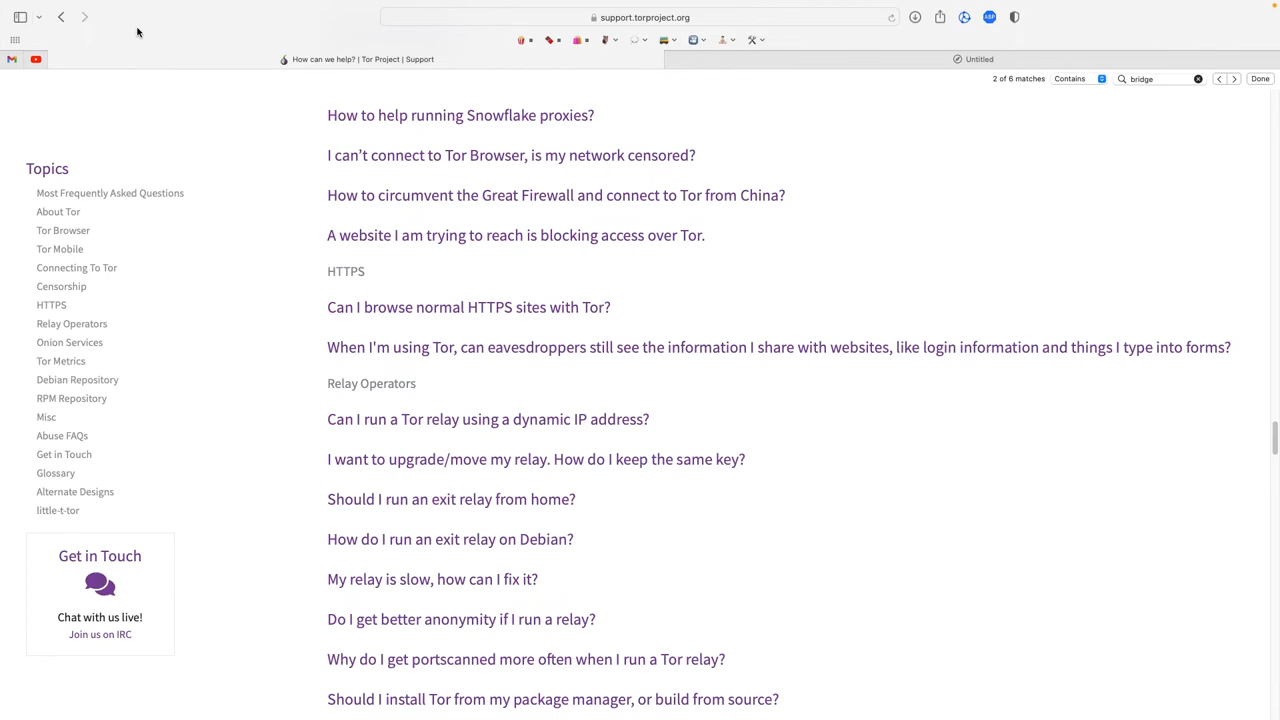 support.torproject.org
ABP
How can we help? | Tor Project | Support
Untitled
2 of 6 matches
Contains
bridge
Done
How to help running Snowflake proxies?
I can’t connect to Tor Browser, is my network censored?
How to circumvent the Great Firewall and connect to Tor from China?
A website I am trying to reach is blocking access over Tor.
HTTPS
Can I browse normal HTTPS sites with Tor?
When I'm using Tor, can eavesdroppers still see the information I share with websites, like login information and things I type into forms?
Relay Operators
Can I run a Tor relay using a dynamic IP address?
I want to upgrade/move my relay. How do I keep the same key?
Should I run an exit relay from home?
How do I run an exit relay on Debian?
My relay is slow, how can I fix it?
Do I get better anonymity if I run a relay?
Why do I get portscanned more often when I run a Tor relay?
Should I install Tor from my package manager, or build from source?
Topics
Most Frequently Asked Questions
About Tor
Tor Browser
Tor Mobile
Connecting To Tor
Censorship
HTTPS
Relay Operators
Onion Services
Tor Metrics
Debian Repository
RPM Repository
Misc
Abuse FAQs
Get in Touch
Glossary
Alternate Designs
little-t-tor
Get in Touch
Chat with us live!
Join us on IRC